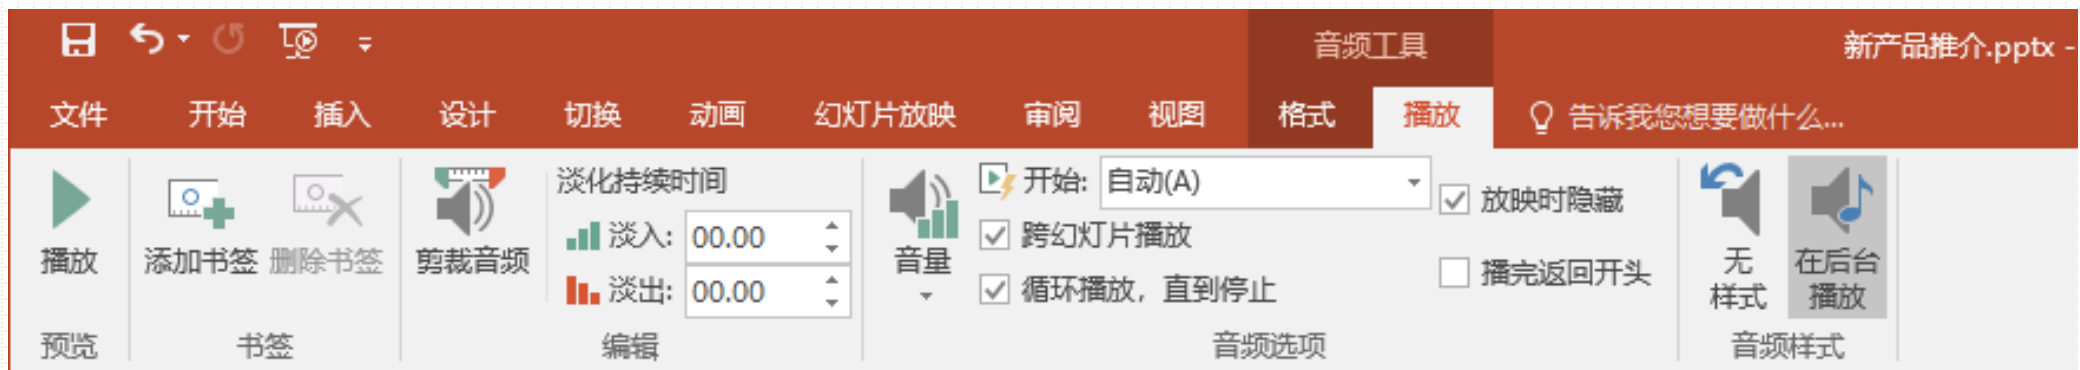 音频工具
新产品推介.pptx -
文件 开始 插入 设计 切换 动画 幻灯片放映 审阅 视图 格式 播放 告诉我您想要做什么...
播放
预览
添加书签 删除书签
书签
剪裁音频
淡化持续时间
淡入: 00.00
淡出: 00.00
编辑
音量
开始: 自动(A)
跨幻灯片播放
循环播放，直到停止
放映时隐藏
播完返回开头
音频选项
无
样式
在后台
播放
音频样式